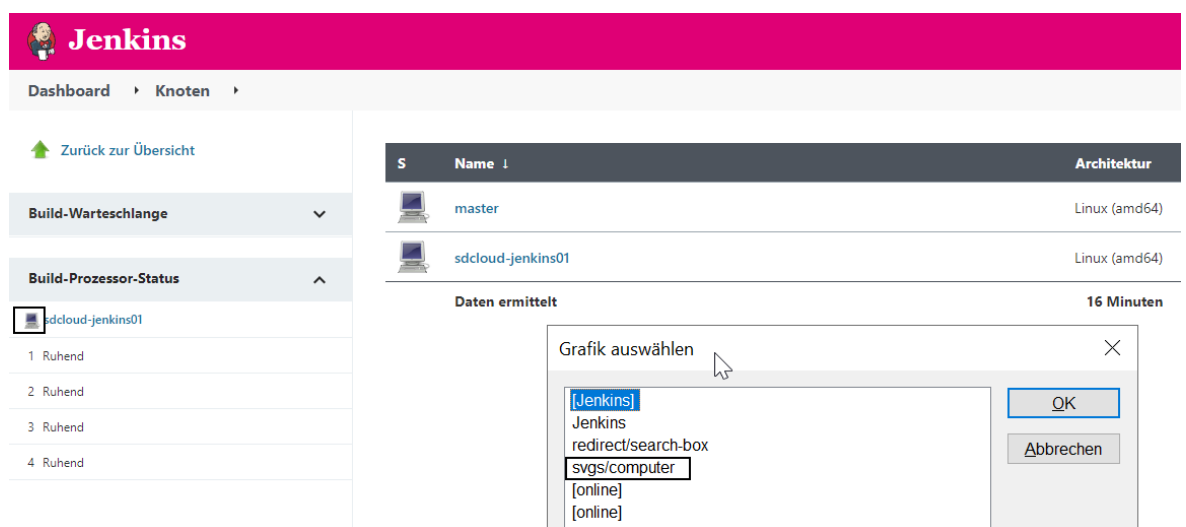 Jenkins
Dashboard Knoten
Zurück zur Übersicht
Build-Warteschlange
Build-Prozessor-Status
sdcloud-jenkins01
1 Ruhend
2 Ruhend
3 Ruhend
4 Ruhend
S Name ↓ Architektur
master Linux (amd64)
sdcloud-jenkins01 Linux (amd64)
Daten ermittelt 16 Minuten
Grafik auswählen
[Jenkins]
Jenkins
redirect/search-box
svgs/computer
[online]
[online]
OK
Abbrechen